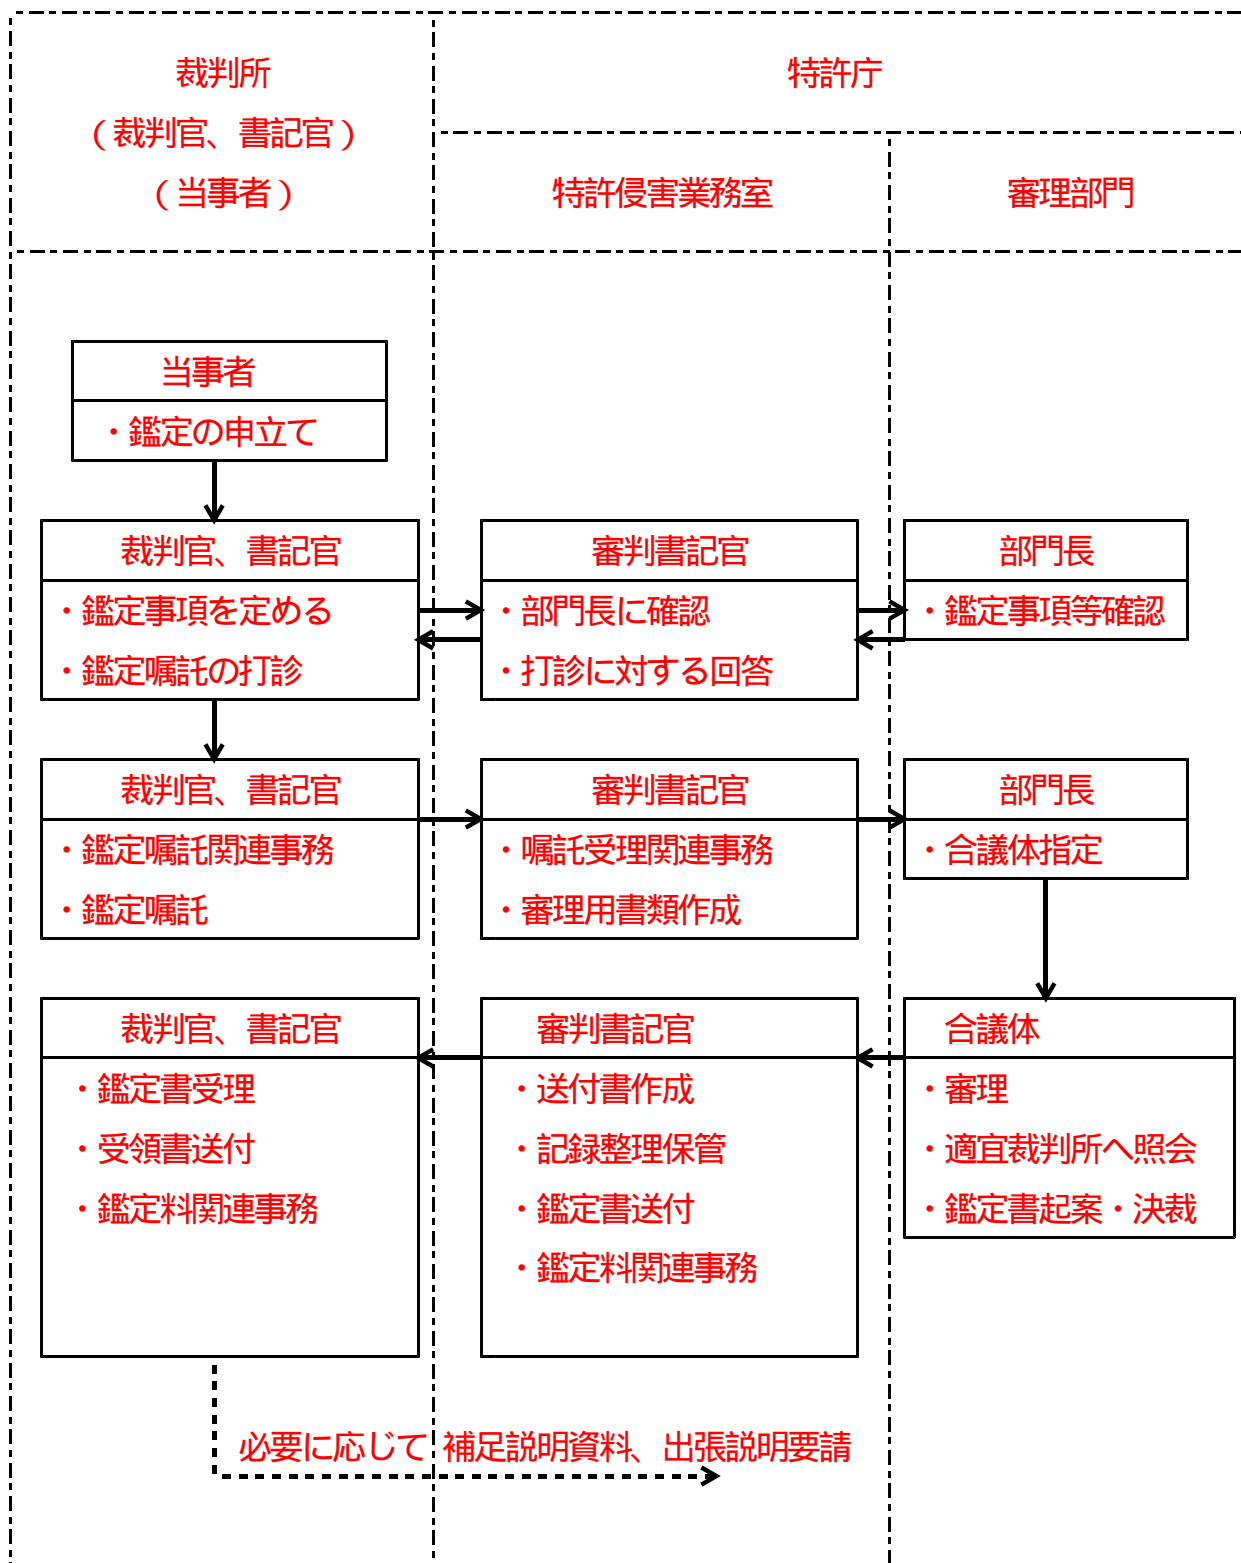 裁判所
（裁判官、書記官）
（当事者）
特許庁
特許侵害業務室
審理部門
当事者
・鑑定の申立て
裁判官、書記官
・鑑定事項を定める
・鑑定嘱託の打診
審判書記官
・部門長に確認
・打診に対する回答
部門長
・鑑定事項等確認
裁判官、書記官
・鑑定嘱託関連事務
・鑑定嘱託
審判書記官
・嘱託受理関連事務
・審理用書類作成
部門長
・合議体指定
裁判官、書記官
・鑑定書受理
・受領書送付
・鑑定料関連事務
審判書記官
・送付書作成
・記録整理保管
・鑑定書送付
・鑑定料関連事務
合議体
・審理
・適宜裁判所へ照会
・鑑定書起案・決裁
必要に応じて 補足説明資料、出張説明要請